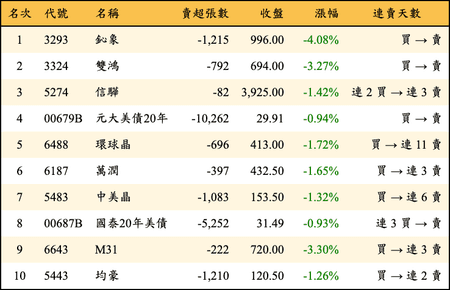 名次 代號 名稱 賣超張數 收盤 漲幅 連賣天數
1 3293 鈊象 -1,215 996.00 -4.08% 買 → 賣
2 3324 雙鴻 -792 694.00 -3.27% 買 → 賣
3 5274 信驊 -82 3,925.00 -1.42% 連 2 買 → 連 3 賣
4 00679B 元大美債20年 -10,262 29.91 -0.94% 買 → 賣
5 6488 環球晶 -696 413.00 -1.72% 買 → 連 11 賣
6 6187 萬潤 -397 432.50 -1.65% 買 → 連 3 賣
7 5483 中美晶 -1,083 153.50 -1.32% 買 → 連 6 賣
8 00687B 國泰20年美債 -5,252 31.49 -0.93% 連 3 買 → 賣
9 6643 M31 -222 720.00 -3.30% 買 → 連 3 賣
10 5443 均豪 -1,210 120.50 -1.26% 買 → 連 2 賣